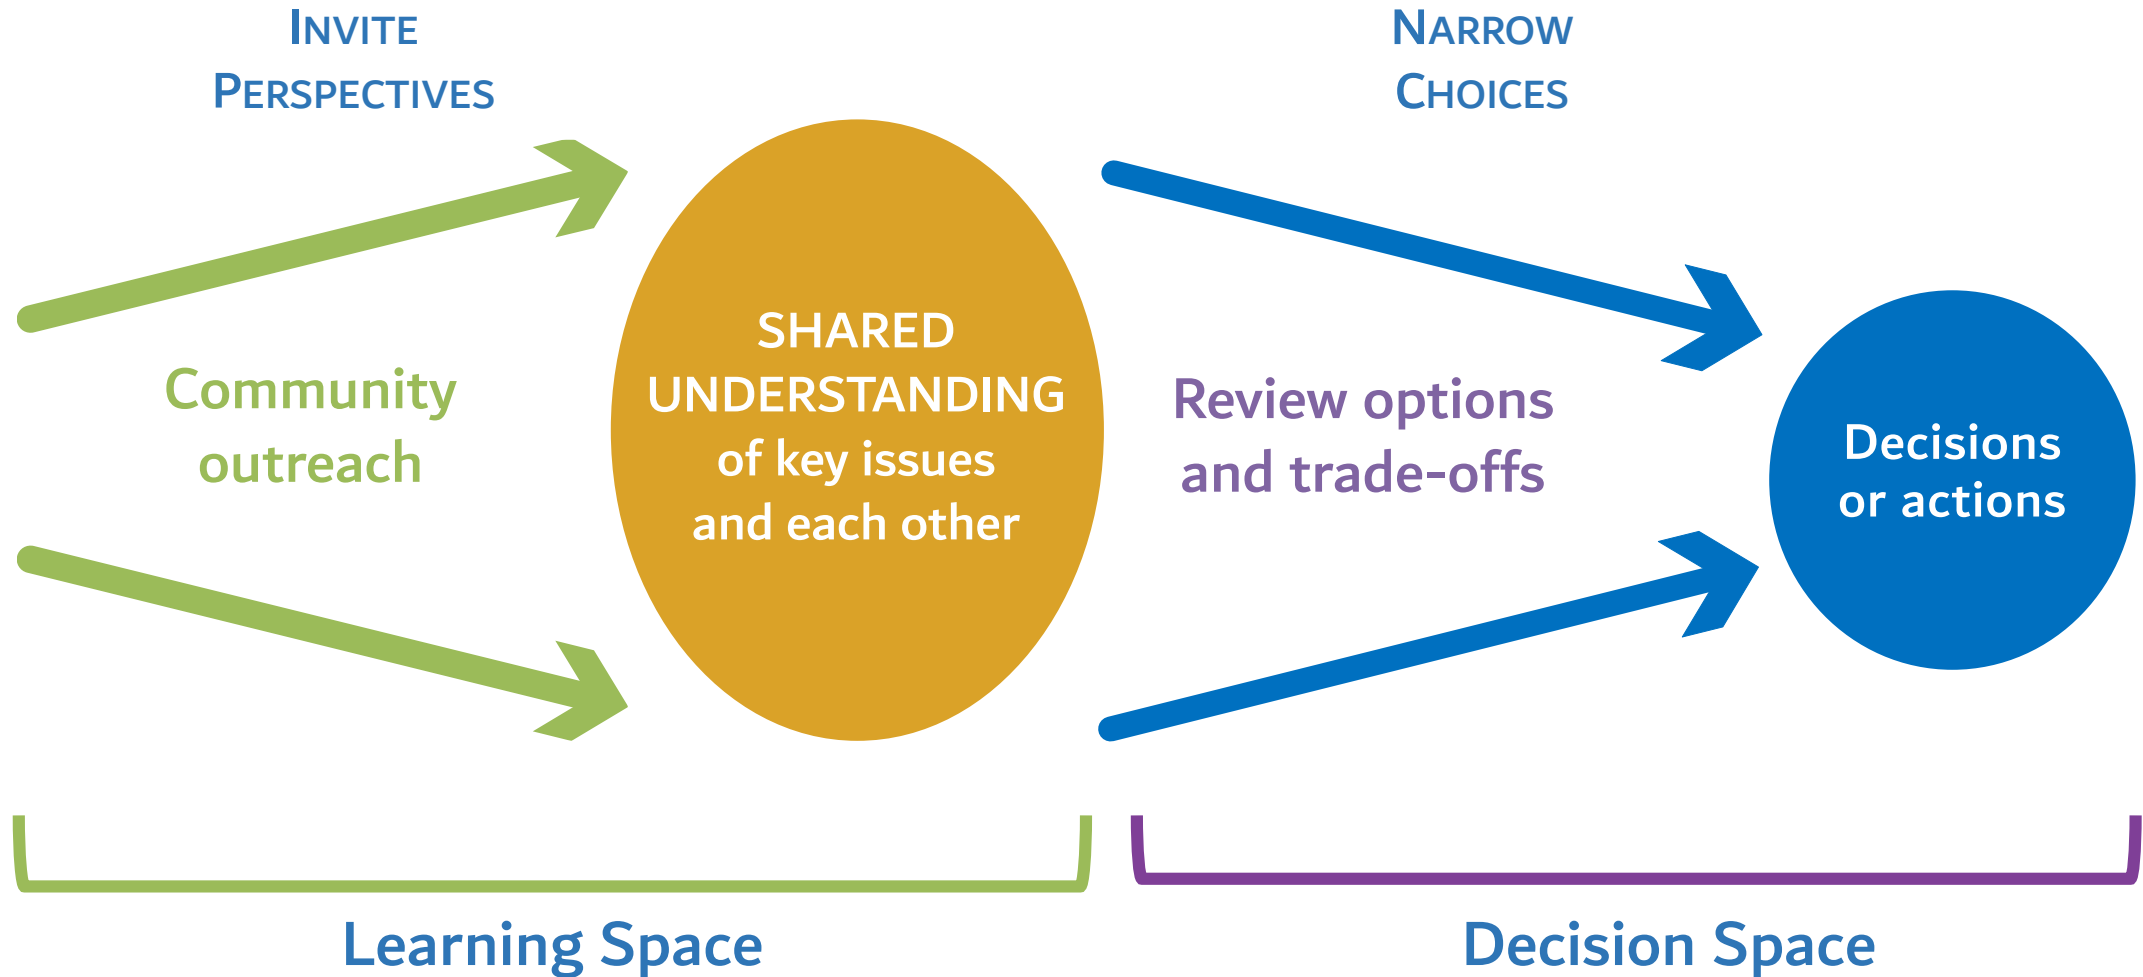 INVITE
PERSPECTIVES
NARROW
CHOICES
Community
outreach
SHARED
UNDERSTANDING
of key issues
and each other
Review options
and trade-offs
Decisions
or actions
Learning Space
Decision Space